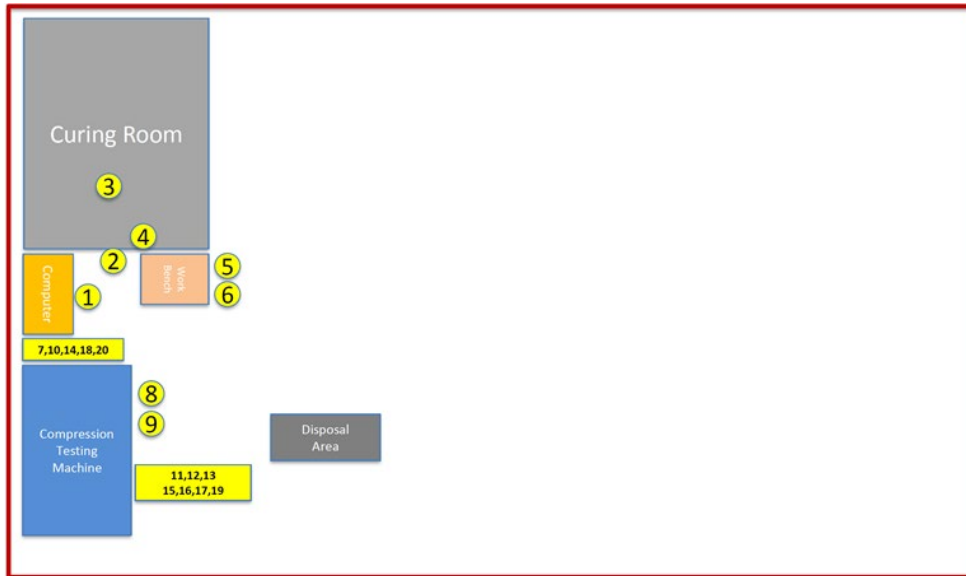 Curing Room
3
4
2
5
Computer
Work
Bench
1
6
7,10,14,18,20
8
9
Compression
Testing
Machine
Disposal
Area
11,12,13
15,16,17,19